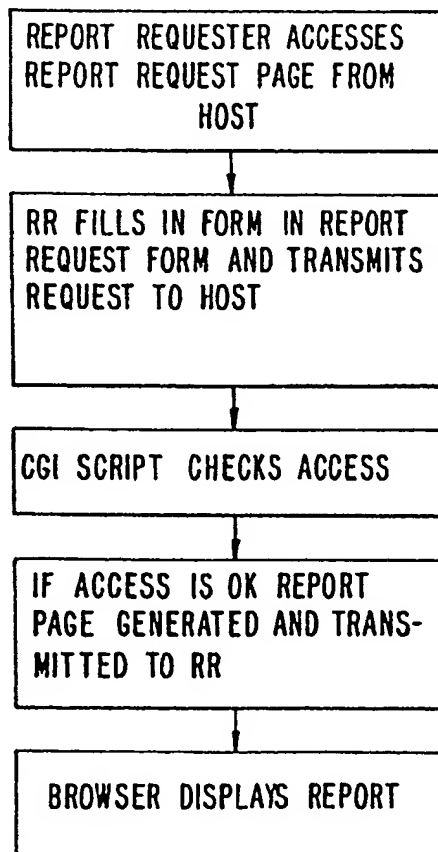 REPORT REQUESTER ACCESSES
REPORT REQUEST PAGE FROM
HOST
RR FILLS IN FORM IN REPORT
REQUEST FORM AND TRANSMITS
REQUEST TO HOST
CGI SCRIPT CHECKS ACCESS
IF ACCESS IS OK REPORT
PAGE GENERATED AND TRANS-
MITTED TO RR
BROWSER DISPLAYS REPORT